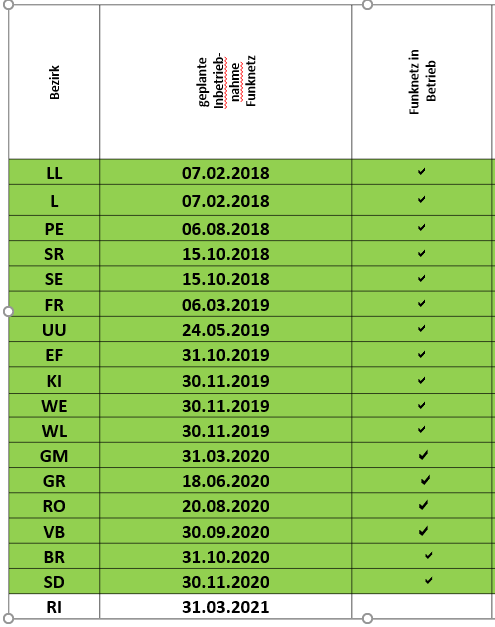 Bezirk
geplante
Inbetrieb-
nahme
Funknetz
Funknetz in
Betrieb
LL 07.02.2018 ✓
L 07.02.2018 ✓
PE 06.08.2018 ✓
SR 15.10.2018 ✓
SE 15.10.2018 ✓
FR 06.03.2019 ✓
UU 24.05.2019 ✓
EF 31.10.2019 ✓
KI 30.11.2019 ✓
WE 30.11.2019 ✓
WL 30.11.2019 ✓
GM 31.03.2020 ✓
GR 18.06.2020 ✓
RO 20.08.2020 ✓
VB 30.09.2020 ✓
BR 31.10.2020 ✓
SD 30.11.2020 ✓
RI 31.03.2021